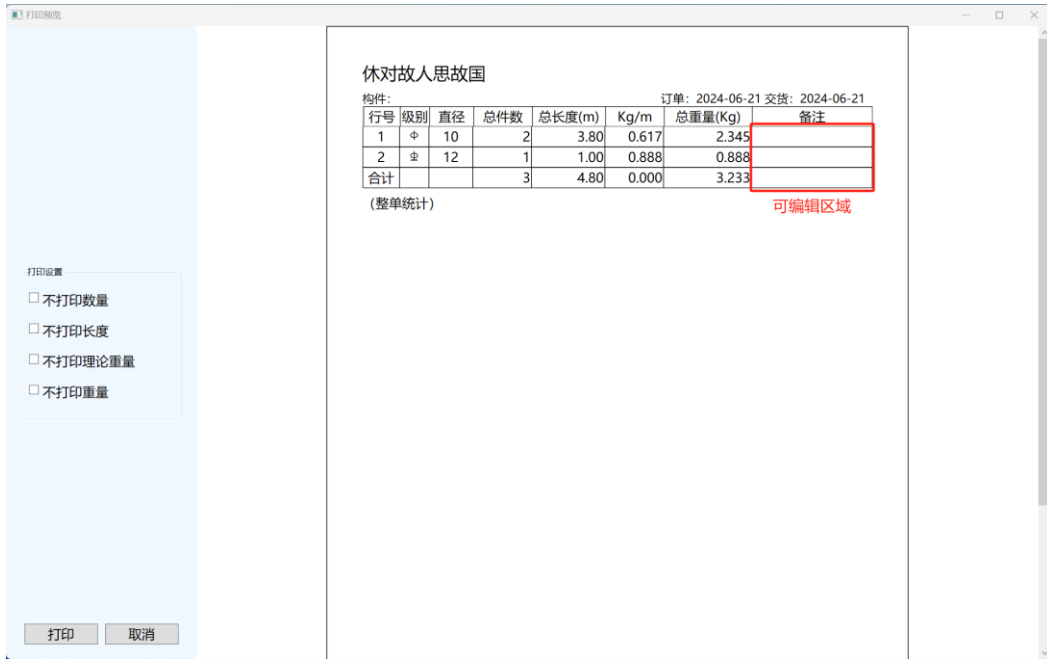 打印预览
休对故人思故国
构件: 订单: 2024-06-21 交货: 2024-06-21
行号 级别 直径 总件数 总长度(m) Kg/m 总重量(Kg) 备注
1 Φ 10 2 3.80 0.617 2.345
2 Φ 12 1 1.00 0.888 0.888
合计 3 4.80 0.000 3.233
(整单统计)
可编辑区域
打印设置
不打印数量
不打印长度
不打印理论重量
不打印重量
打印 取消